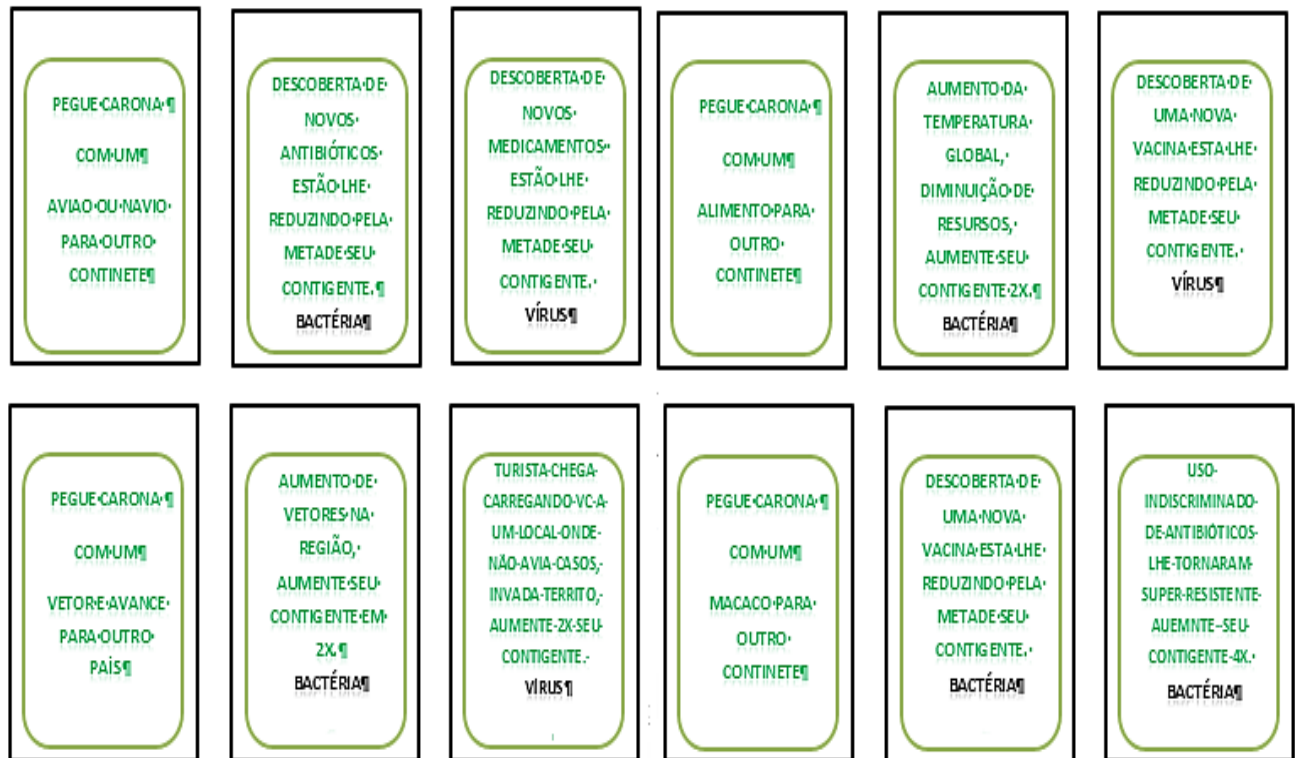 PEGUE·CARONA·¶
COM·UM¶
AVIAO·OU·NAVIO·
PARA·OUTRO·
CONTINETE¶
DESCOBERTA·DE·
NOVOS·
ANTIBIÓTICOS·
ESTÃO·LHE·
REDUZINDO·PELA·
METADE·SEU·
CONTIGENTE.¶
BACTÉRIA¶
DESCOBERTA·DE·
NOVOS·
MEDICAMENTOS·
ESTÃO·LHE·
REDUZINDO·PELA·
METADE·SEU·
CONTIGENTE.·
VÍRUS¶
PEGUE·CARONA·¶
COM·UM¶
ALIMENTO·PARA·
OUTRO·
CONTINETE¶
AUMENTO·DA·
TEMPERATURA·
GLOBAL,·
DIMINUIÇÃO·DE·
RESURSOS,·
AUMENTE·SEU·
CONTIGENTE·2X.¶
BACTÉRIA¶
DESCOBERTA·DE·
UMA·NOVA·
VACINA·ESTA·LHE·
REDUZINDO·PELA·
METADE·SEU·
CONTIGENTE.·
VÍRUS¶
PEGUE·CARONA·¶
COM·UM¶
VETOR·E·AVANCE·
PARA·OUTRO·
PAÍS¶
AUMENTO·DE·
VETORES·NA·
REGIÃO,·
AUMENTE·SEU·
CONTIGENTE·EM·
2X.¶
BACTÉRIA¶
TURISTA-CHEGA-
CARREGANDO-VC-A-
UM-LOCAL-ONDE-
NÃO-AVIA-CASOS,-
INVADA-TERRITO,-
AUMENTE-2X-SEU-
CONTIGENTE.-
VÍRUS¶
PEGUE·CARONA·¶
COM·UM¶
MACACO·PARA·
OUTRO·
CONTINETE¶
DESCOBERTA·DE·
UMA·NOVA·
VACINA·ESTA·LHE·
REDUZINDO·PELA·
METADE·SEU·
CONTIGENTE.·
BACTÉRIA¶
USO-
INDISCRIMINADO-
DE-ANTIBIÓTICOS-
LHE-TORNARAM-
SUPER-RESISTENTE-
AUEMNTE--SEU-
CONTIGENTE-4X.·
BACTÉRIA¶